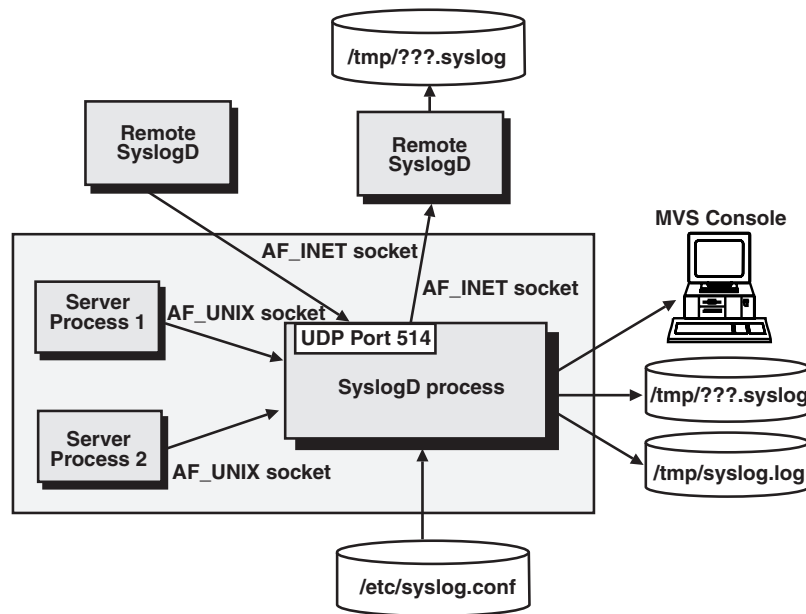 /tmp/???.syslog
Remote
SyslogD
Remote
SyslogD
MVS Console
AF_INET socket
AF_INET socket
Server
Process 1
AF_UNIX socket
UDP Port 514
SyslogD process
/tmp/???.syslog
Server
Process 2
AF_UNIX socket
/tmp/syslog.log
/etc/syslog.conf